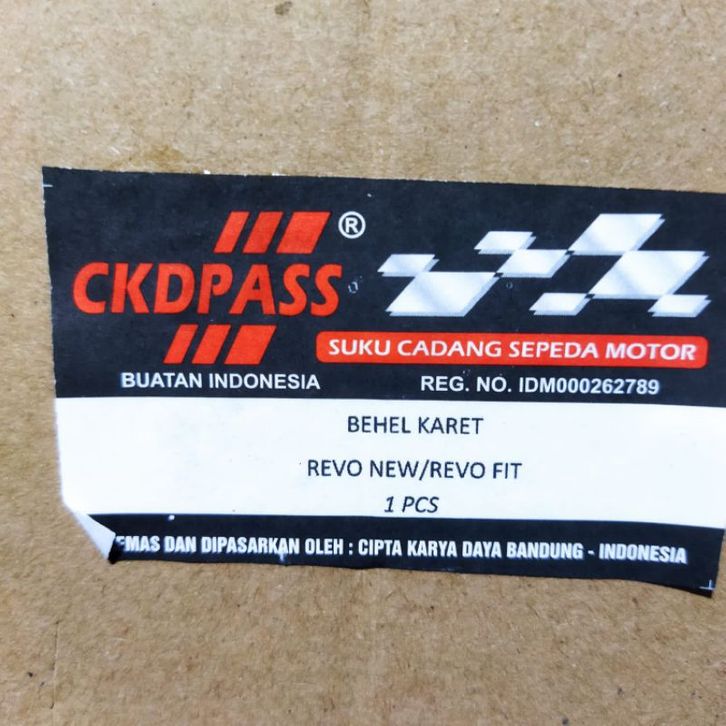 CKDPASS®
SUKU CADANG SEPEDA MOTOR
BUATAN INDONESIA
REG. NO. IDM000262789
BEHEL KARET
REVO NEW/REVO FIT
1 PCS
DAN DIPASARKAN OLEH : CIPTA KARYA DAYA BANDUNG - INDONESIA